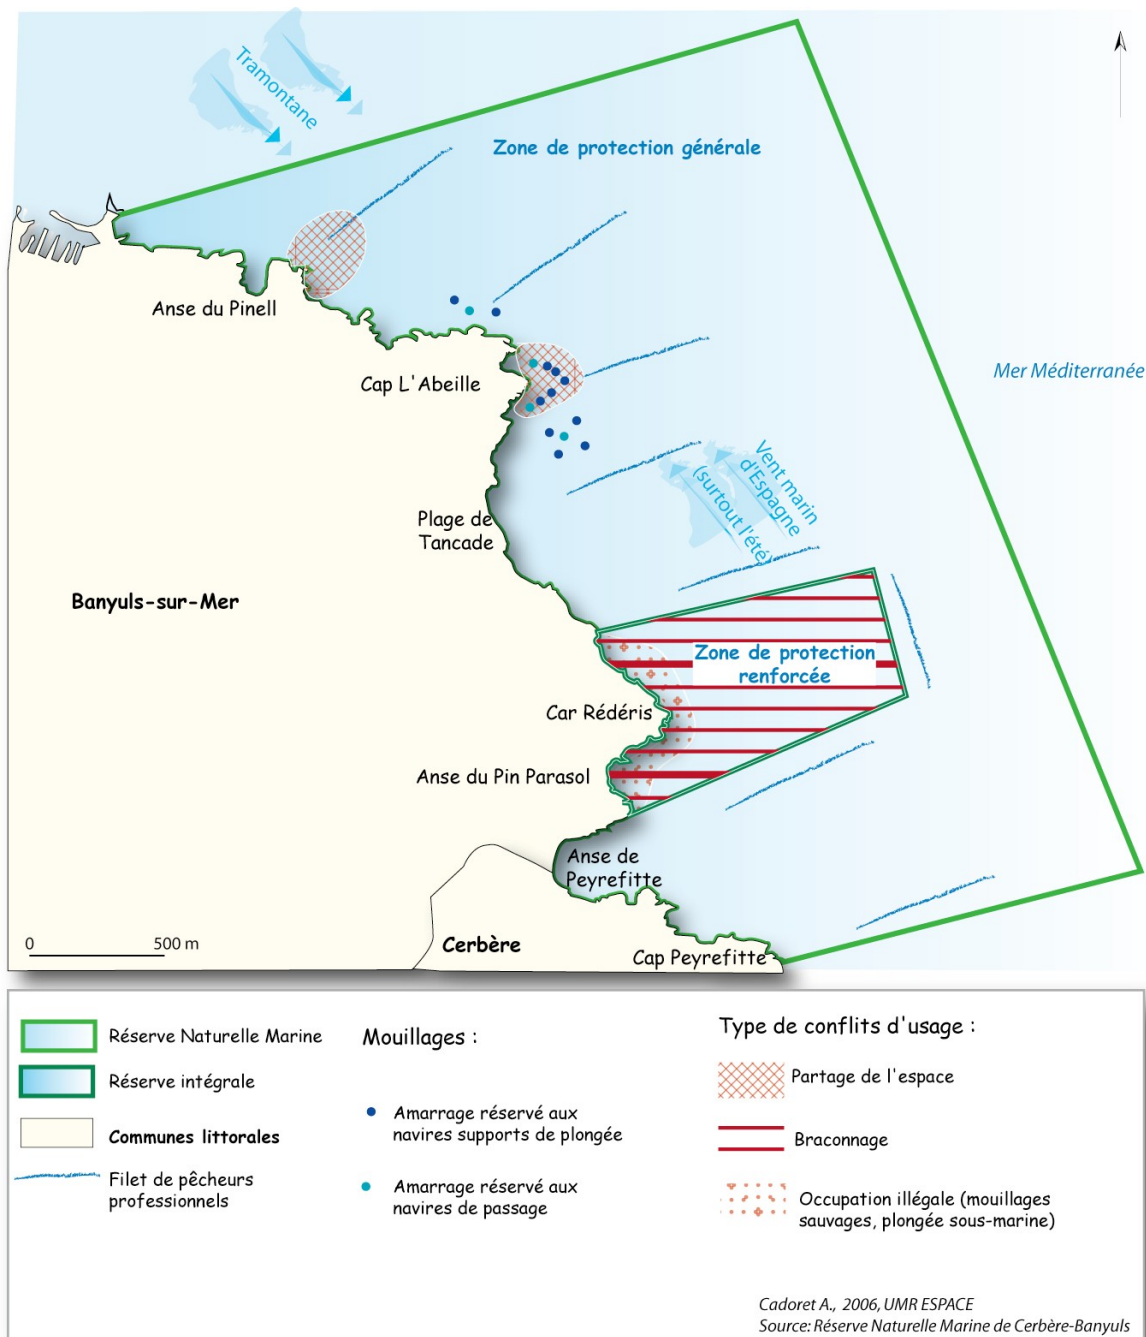 Tramontane
Zone de protection générale
Anse du Pinell
Cap L'Abeille
Mer Méditerranée
Vent marin
d'Espagne
(surtout l'été)
Plage de
Tancade
Banyuls-sur-Mer
Zone de protection
renforcée
Car Rédéris
Anse du Pin Parasol
Anse de
Peyrefitte
Cerbère
Cap Peyrefitte
0 500 m
Réserve Naturelle Marine
Réserve intégrale
Communes littorales
Filet de pêcheurs
professionnels
Mouillages :
Amarrage réservé aux
navires supports de plongée
Amarrage réservé aux
navires de passage
Type de conflits d'usage :
Partage de l'espace
Braconnage
Occupation illégale (mouillages
sauvages, plongée sous-marine)
Cadoret A., 2006, UMR ESPACE
Source: Réserve Naturelle Marine de Cerbère-Banyuls